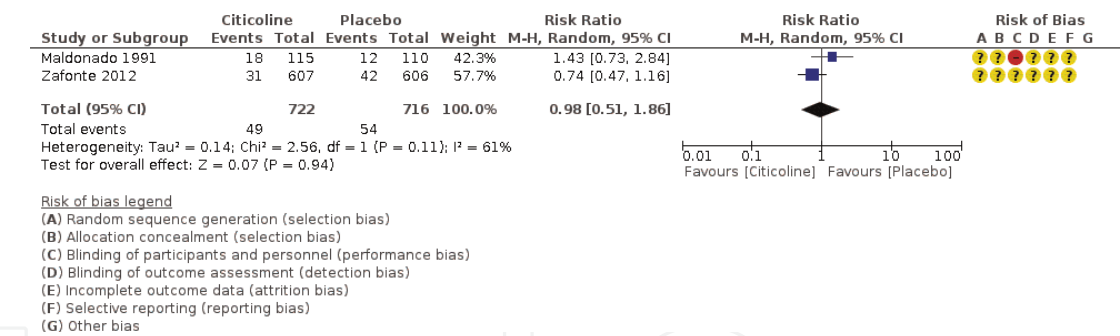 Citicoline Placebo Risk Ratio Risk Ratio Risk of Bias
Study or Subgroup Events Total Events Total Weight M-H, Random, 95% CI M-H, Random, 95% CI A B C D E F G
Maldonado 1991 18 115 12 110 42.3% 1.43 [0.73, 2.84] ? ? – ? ? ?
Zafonte 2012 31 607 42 606 57.7% 0.74 [0.47, 1.16] ? ? ? ? ? ?
Total (95% CI) 722 716 100.0% 0.98 [0.51, 1.86]
Total events 49 54
Heterogeneity: Tau² = 0.14; Chi² = 2.56, df = 1 (P = 0.11); I² = 61%
Test for overall effect: Z = 0.07 (P = 0.94)
0.01 0.1 1 10 100
Favours [Citicoline] Favours [Placebo]
Risk of bias legend
(A) Random sequence generation (selection bias)
(B) Allocation concealment (selection bias)
(C) Blinding of participants and personnel (performance bias)
(D) Blinding of outcome assessment (detection bias)
(E) Incomplete outcome data (attrition bias)
(F) Selective reporting (reporting bias)
(G) Other bias